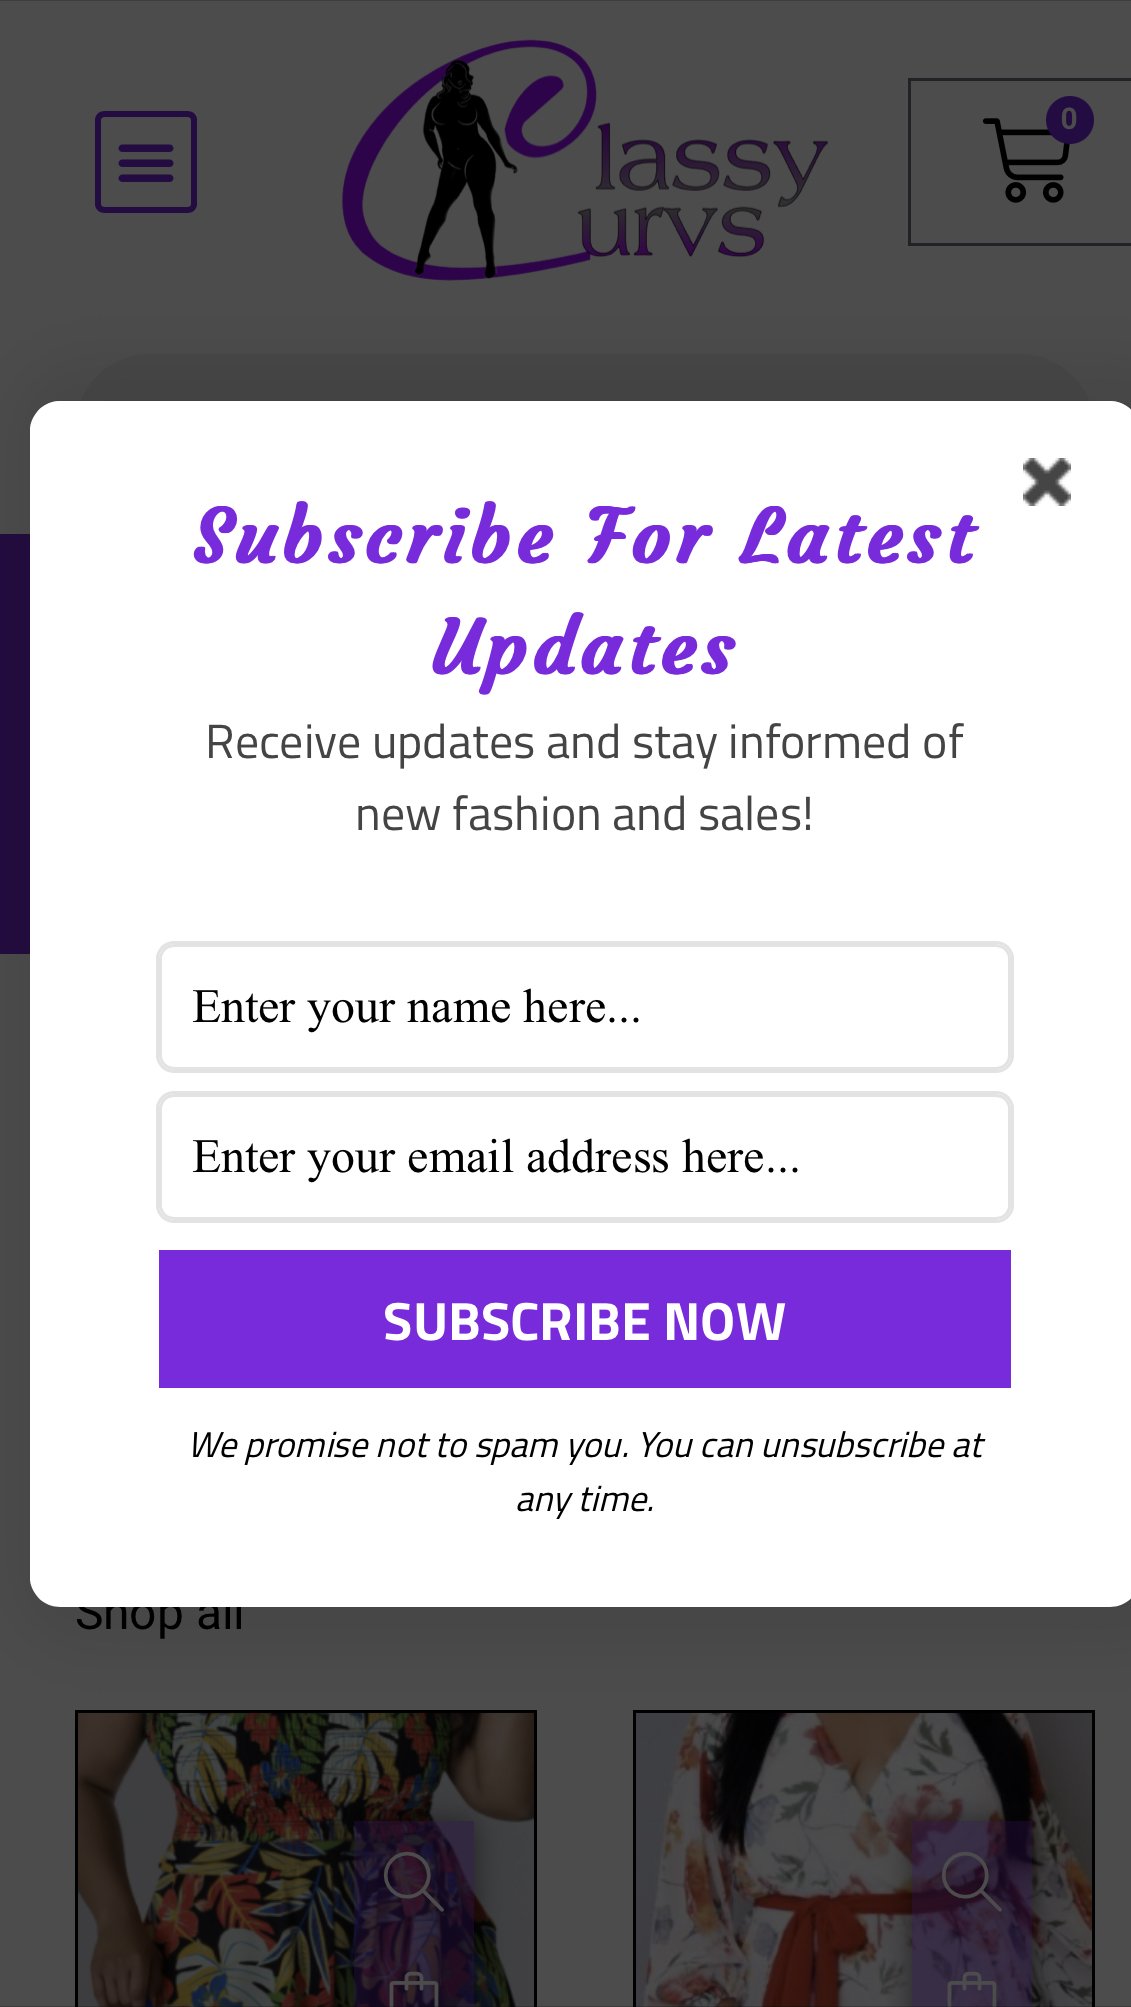 Classy
Curvs
0
Subscribe For Latest
Updates
Receive updates and stay informed of
new fashion and sales!
Enter your name here...
Enter your email address here...
SUBSCRIBE NOW
We promise not to spam you. You can unsubscribe at
any time.
Shop all